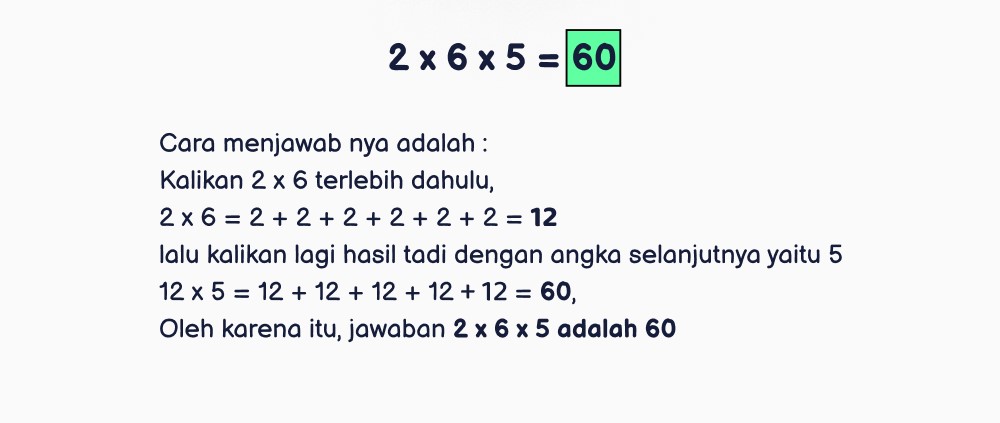 2 x 6 x 5 = 60
Cara menjawab nya adalah :
Kalikan 2 x 6 terlebih dahulu,
2 x 6 = 2 + 2 + 2 + 2 + 2 + 2 = 12
lalu kalikan lagi hasil tadi dengan angka selanjutnya yaitu 5
12 x 5 = 12 + 12 + 12 + 12 + 12 = 60,
Oleh karena itu, jawaban 2 x 6 x 5 adalah 60